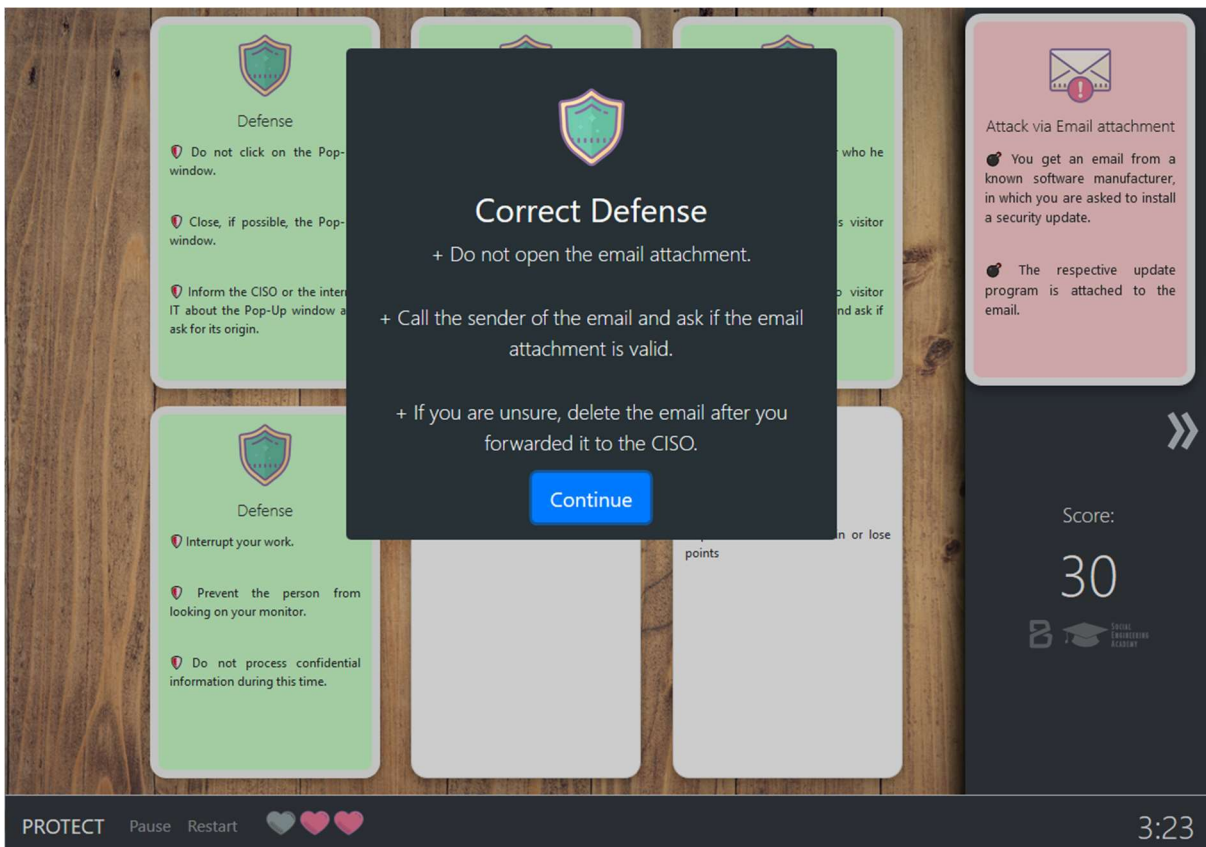 Defense
Do not click on the Pop-
window.
Close, if possible, the Pop-
window.
Inform the CISO or the
IT about the Pop-Up window
ask for its origin.
who he
visitor
visitor
nd ask if
Correct Defense
+ Do not open the email attachment.
+ Call the sender of the email and ask if the email
attachment is valid.
+ If you are unsure, delete the email after you
forwarded it to the CISO.
Continue
Attack via Email attachment
You get an email from a
known software manufacturer,
in which you are asked to install
a security update.
The respective update
program is attached to the
email.
Defense
Interrupt your work.
Prevent the person from
looking on your monitor.
Do not process confidential
information during this time.
or lose
points
Score:
30
SOCIAL
ENGINEERING
ACADEMY
PROTECT Pause Restart
3:23